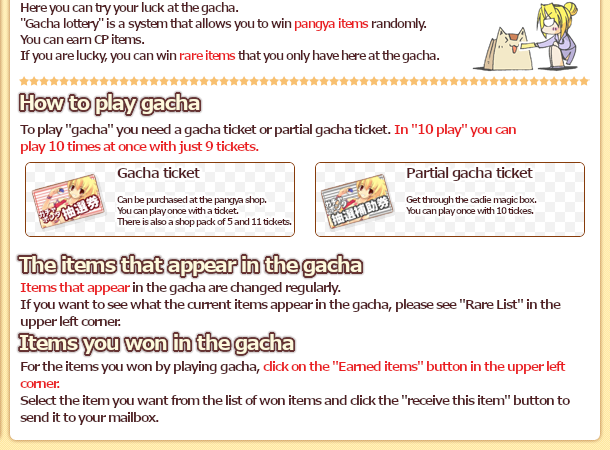 Here you can try your luck at the gacha.
"Gacha lottery" is a system that allows you to win pangya items randomly.
You can earn CP items.
If you are lucky, you can win rare items that you only have here at the gacha.
How to play gacha
To play "gacha" you need a gacha ticket or partial gacha ticket. In "10 play" you can
play 10 times at once with just 9 tickets.
Gacha ticket
抽選券
Can be purchased at the pangya shop.
You can play once with a ticket.
There is also a shop pack of 5 and 11 tickets.
Partial gacha ticket
抽選補助券
Get through the cadie magic box.
You can play once with 10 tickes.
The items that appear in the gacha
Items that appear in the gacha are changed regularly.
If you want to see what the current items appear in the gacha, please see "Rare List" in the
upper left corner.
Items you won in the gacha
For the items you won by playing gacha, click on the "Earned items" button in the upper left
corner.
Select the item you want from the list of won items and click the "receive this item" button to
send it to your mailbox.